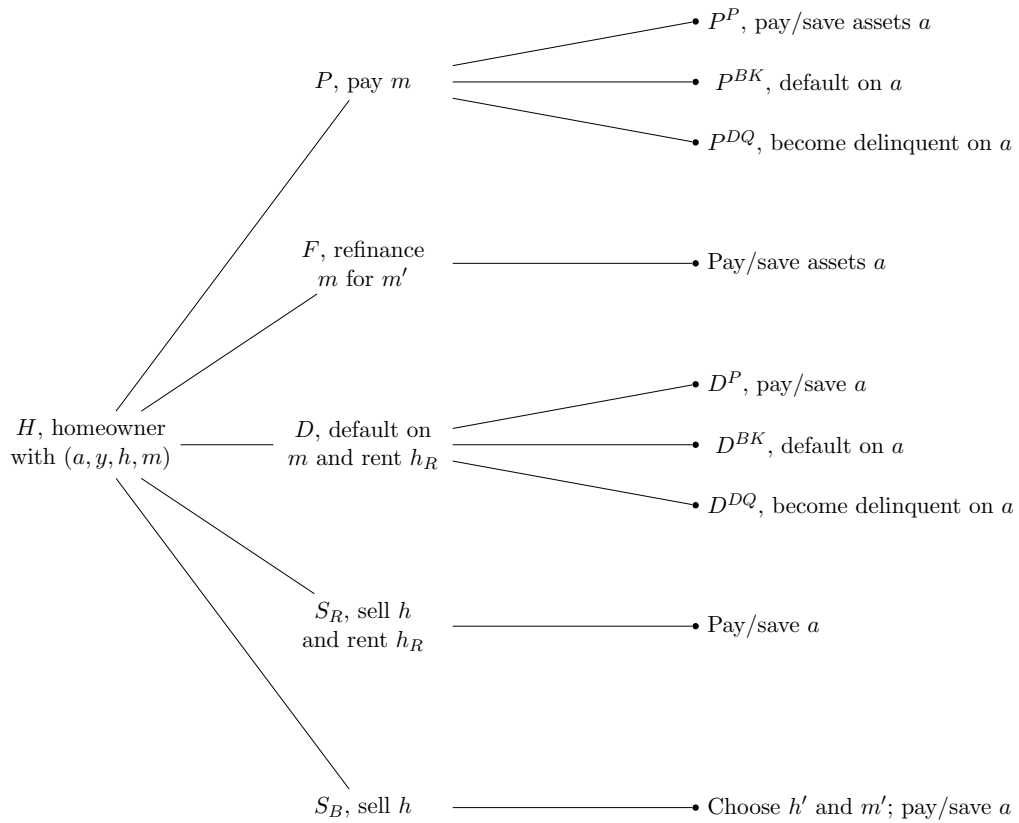 P^P, pay/save assets a
P, pay m
P^{BK}, default on a
P^{DQ}, become delinquent on a
F, refinance
m for m′
Pay/save assets a
H, homeowner
with (a, y, h, m)
D, default on
m and rent h_R
D^P, pay/save a
D^{BK}, default on a
D^{DQ}, become delinquent on a
S_R, sell h
and rent h_R
Pay/save a
S_B, sell h
Choose h′ and m′; pay/save a